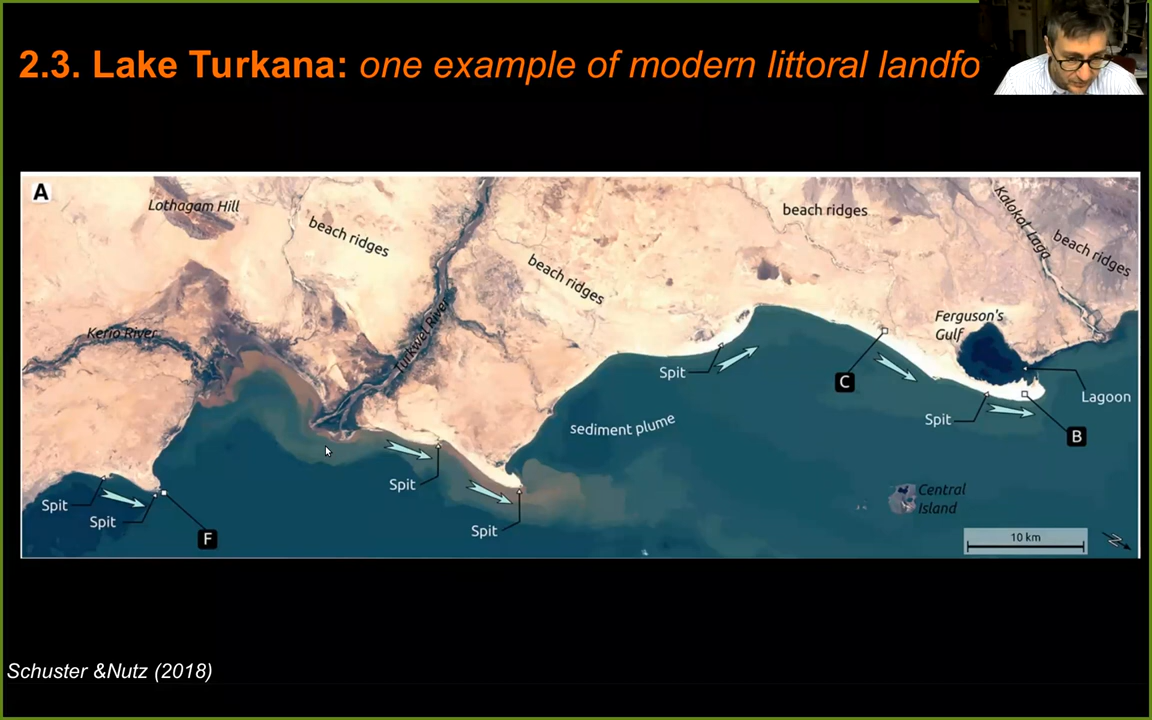 2.3. Lake Turkana: one example of modern littoral landfo
A
Lothagam Hill
beach ridges
beach ridges
beach ridges
Kalokol Laga
beach ridges
Kerio River
Turkwel River
Ferguson's
Gulf
Spit
C
Lagoon
sediment plume
Spit
B
Spit
Spit
Spit
Spit
Central
Island
F
10 km
N
Schuster &Nutz (2018)